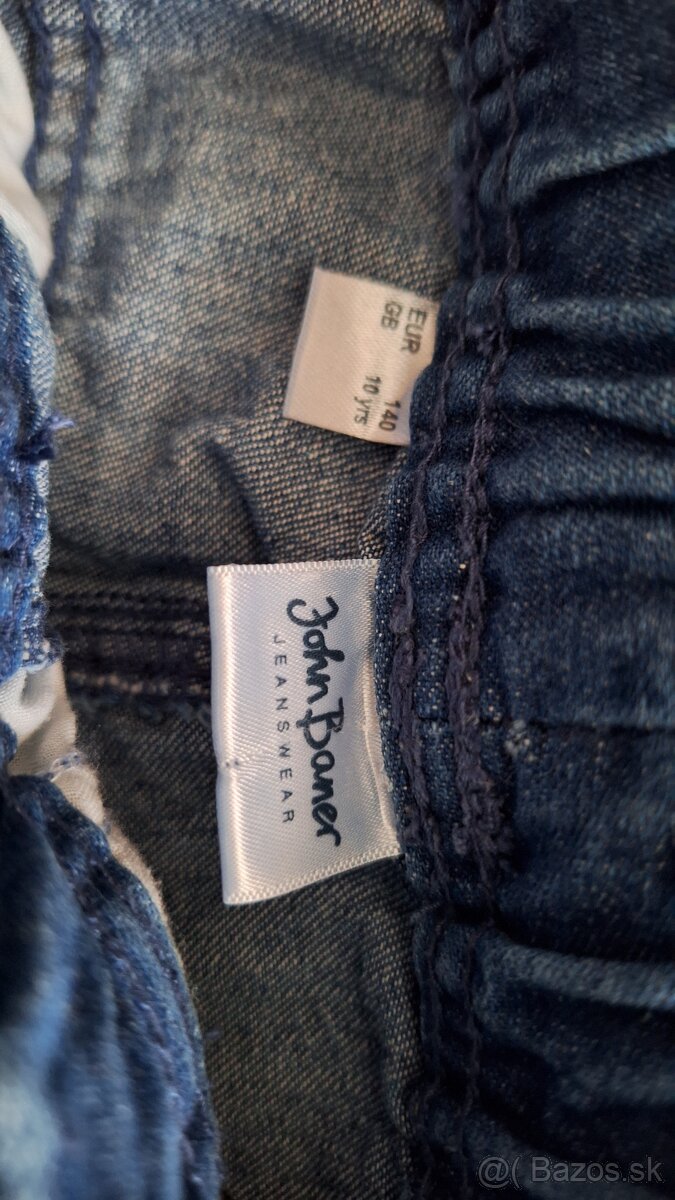 EUR 140
GB 10 yrs
John Baner
JEANSWEAR
@( Bazos.sk